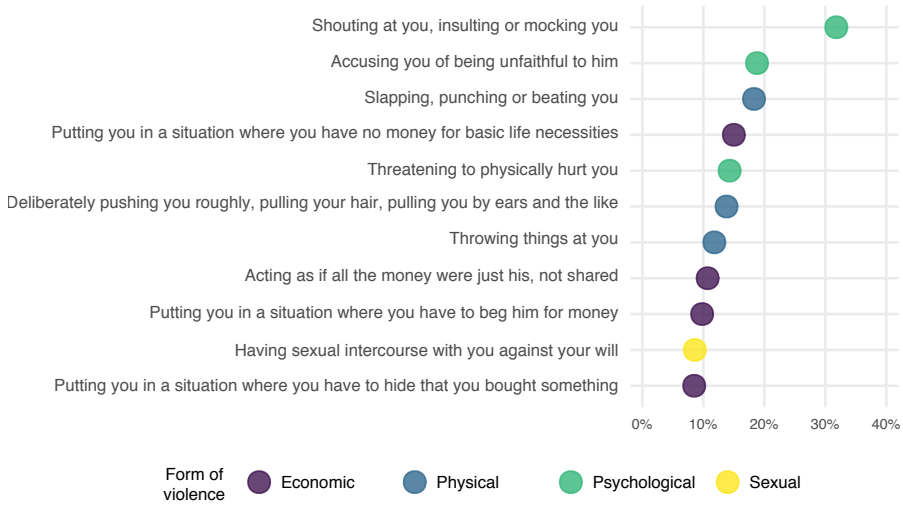 Shouting at you, insulting or mocking you
Accusing you of being unfaithful to him
Slapping, punching or beating you
Putting you in a situation where you have no money for basic life necessities
Threatening to physically hurt you
Deliberately pushing you roughly, pulling your hair, pulling you by ears and the like
Throwing things at you
Acting as if all the money were just his, not shared
Putting you in a situation where you have to beg him for money
Having sexual intercourse with you against your will
Putting you in a situation where you have to hide that you bought something
0% 10% 20% 30% 40%
Form of
violence
Economic Physical Psychological Sexual